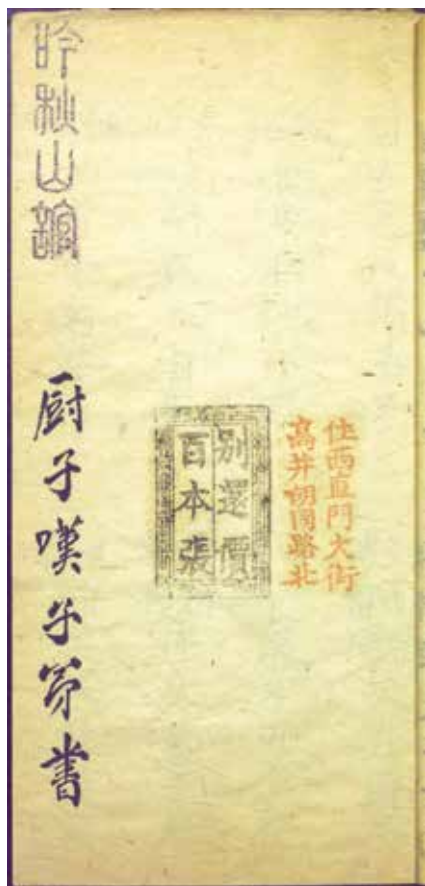 住西直門大街
高井胡同路北
別還價
百本張
吟秋山館
厨子嘆子弟書